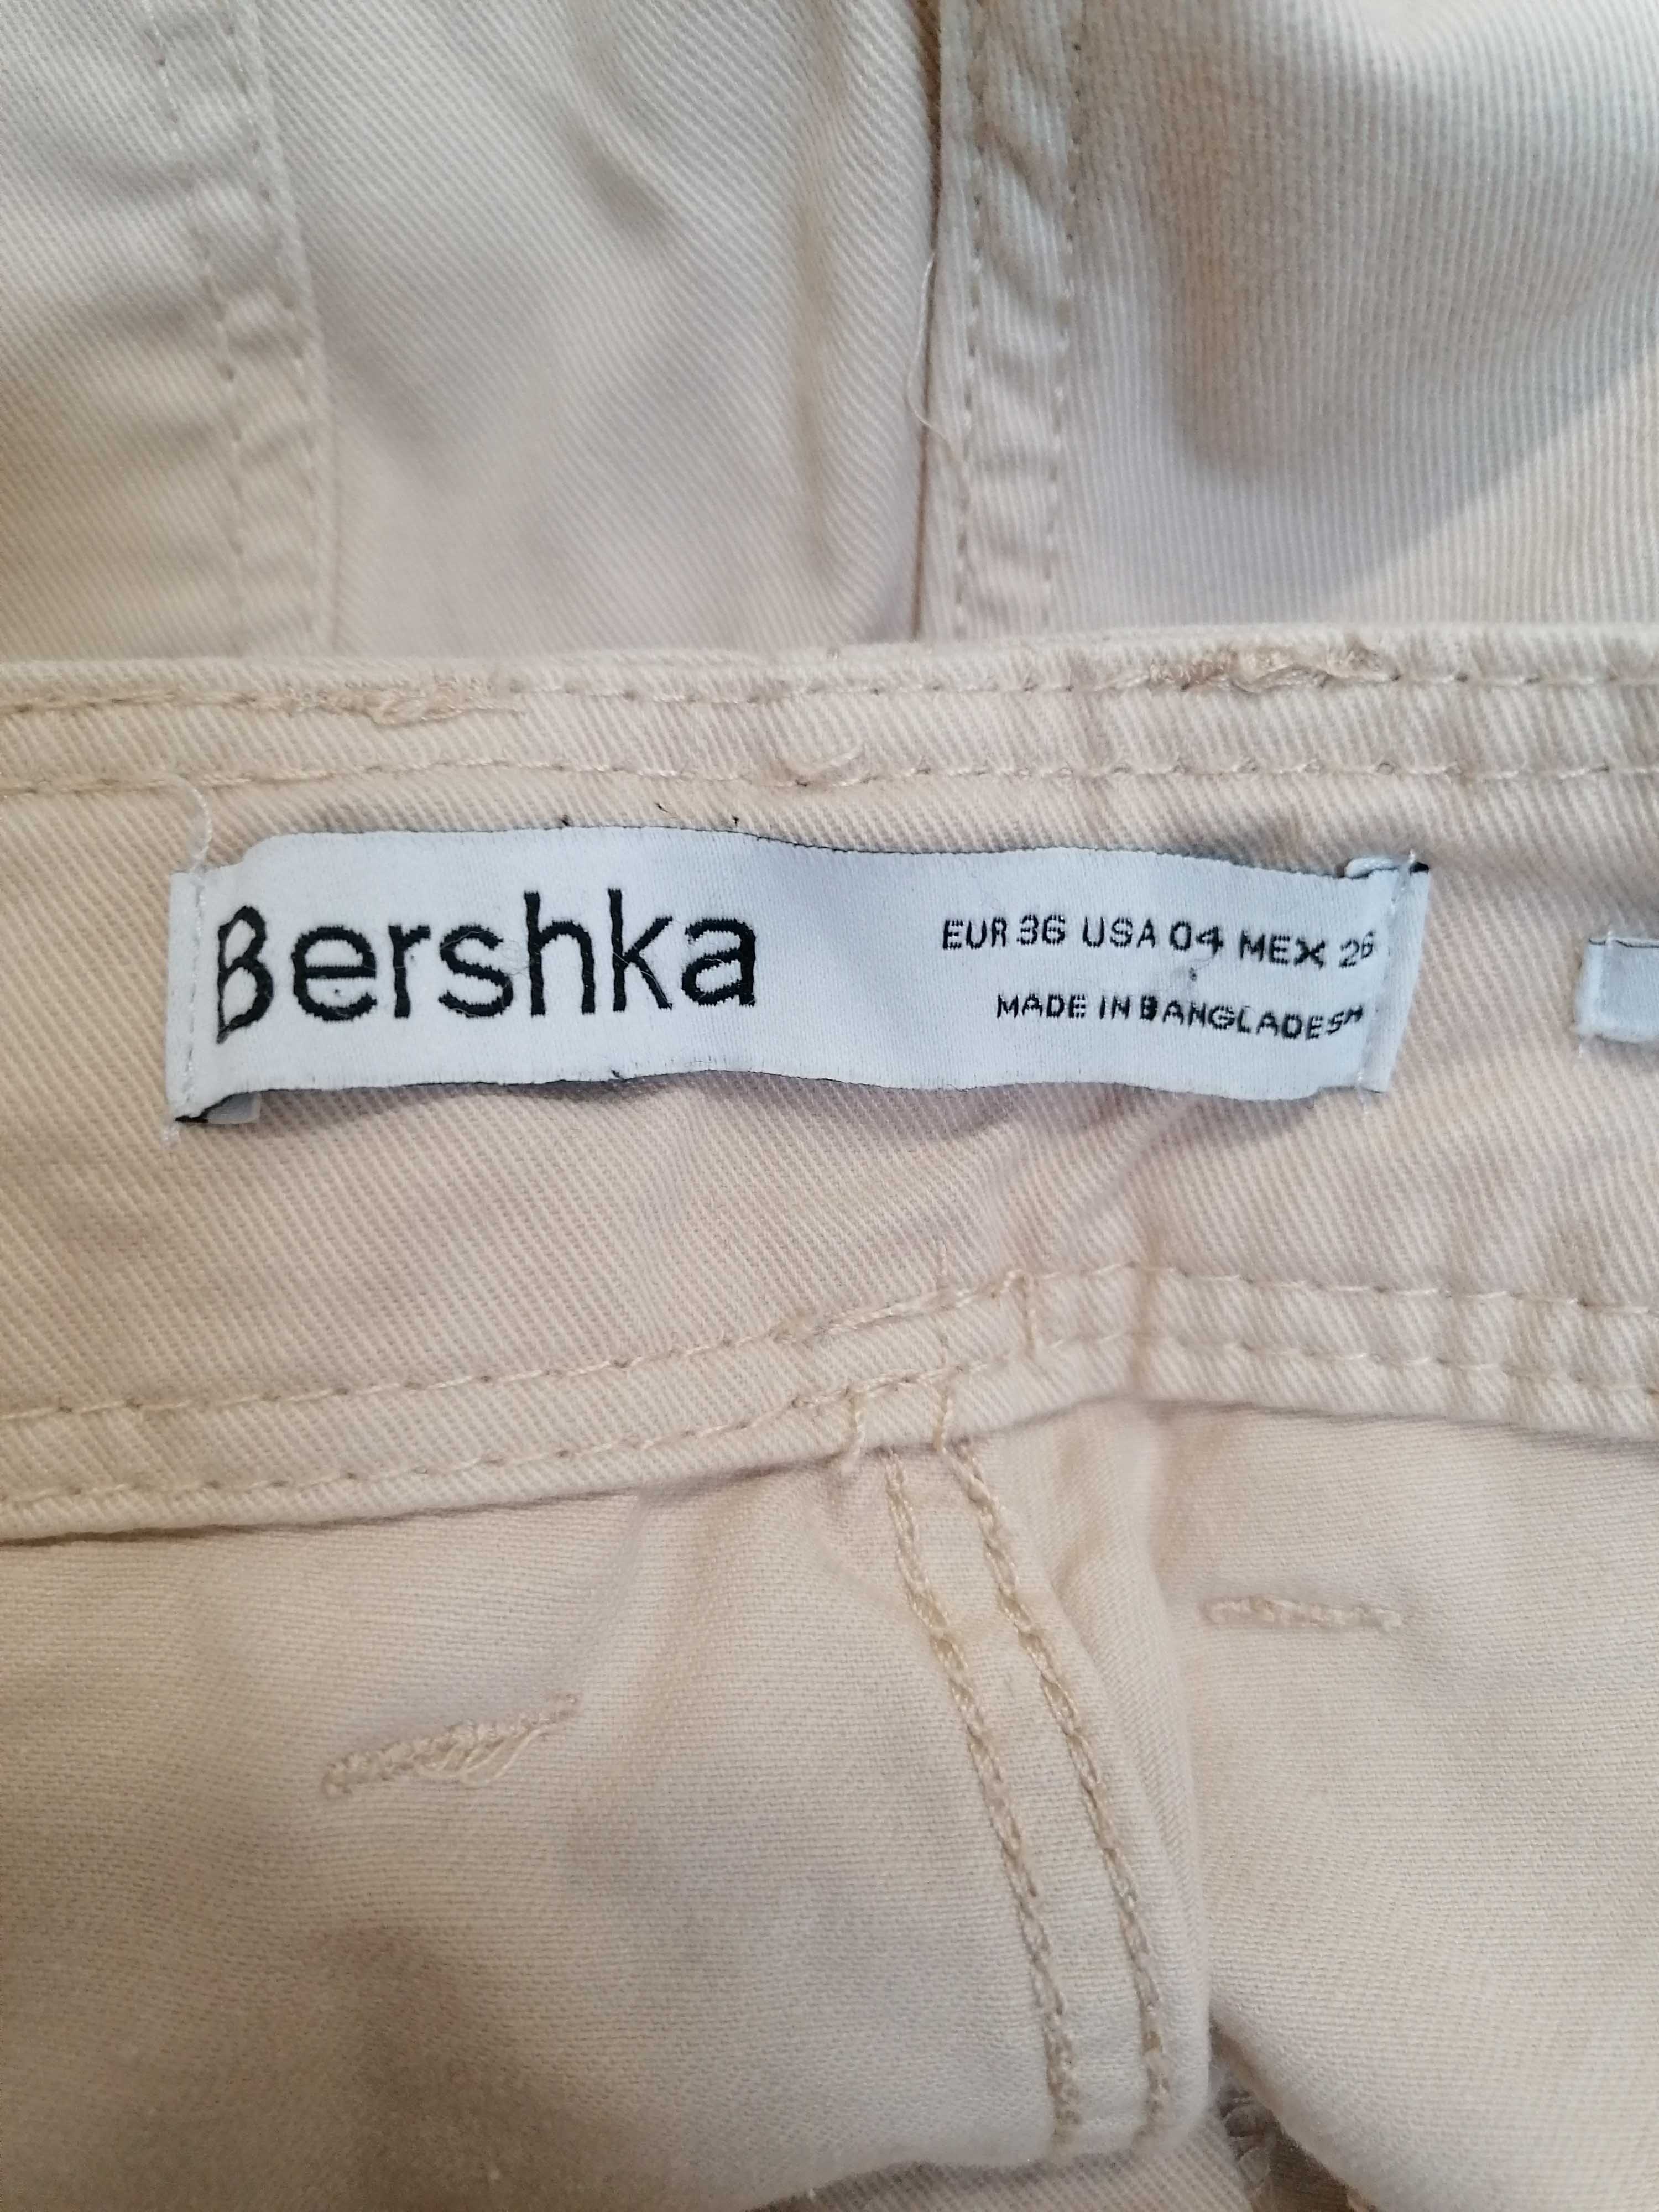 Bershka
EUR 36 USA 04 MEX 26
MADE IN BANGLADESH